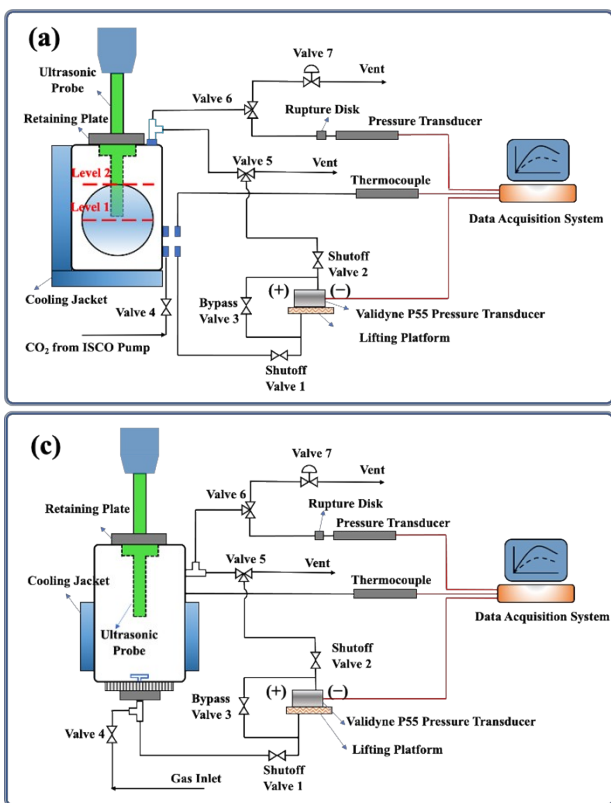 (a)
Ultrasonic
Probe
Retaining Plate
Level 2
Level 1
Cooling Jacket
Valve 4
CO₂ from ISCO Pump
Valve 7
Vent
Valve 6
Rupture Disk
Pressure Transducer
Valve 5
Vent
Thermocouple
Data Acquisition System
Shutoff
Valve 2
(+)
(−)
Bypass
Valve 3
Validyne P55 Pressure Transducer
Lifting Platform
Shutoff
Valve 1
(c)
Retaining Plate
Cooling Jacket
Ultrasonic
Probe
Valve 4
Gas Inlet
Valve 7
Vent
Valve 6
Rupture Disk
Pressure Transducer
Valve 5
Vent
Thermocouple
Data Acquisition System
Shutoff
Valve 2
(+)
(−)
Bypass
Valve 3
Validyne P55 Pressure Transducer
Lifting Platform
Shutoff
Valve 1